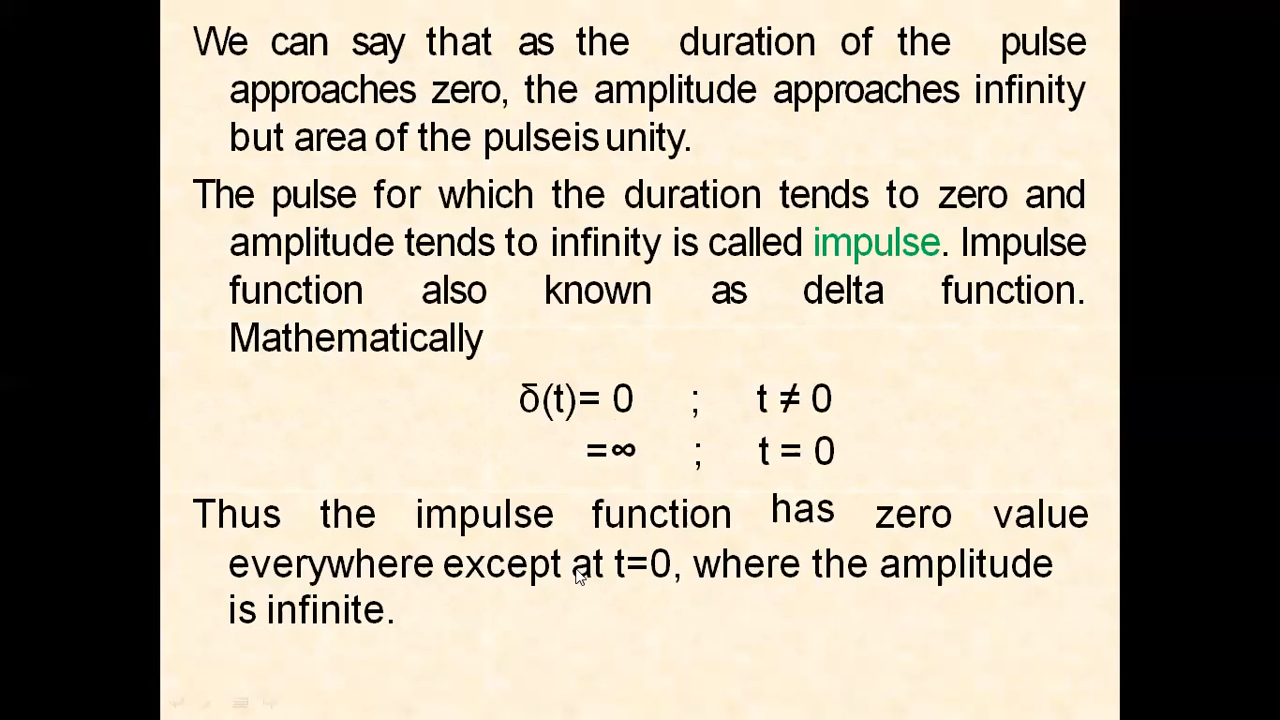 We can say that as the duration of the pulse
approaches zero, the amplitude approaches infinity
but area of the pulseis unity.
The pulse for which the duration tends to zero and
amplitude tends to infinity is called impulse. Impulse
function also known as delta function.
Mathematically
δ(t)= 0 ; t ≠ 0
=∞ ; t = 0
Thus the impulse function has zero value
everywhere except at t=0, where the amplitude
is infinite.